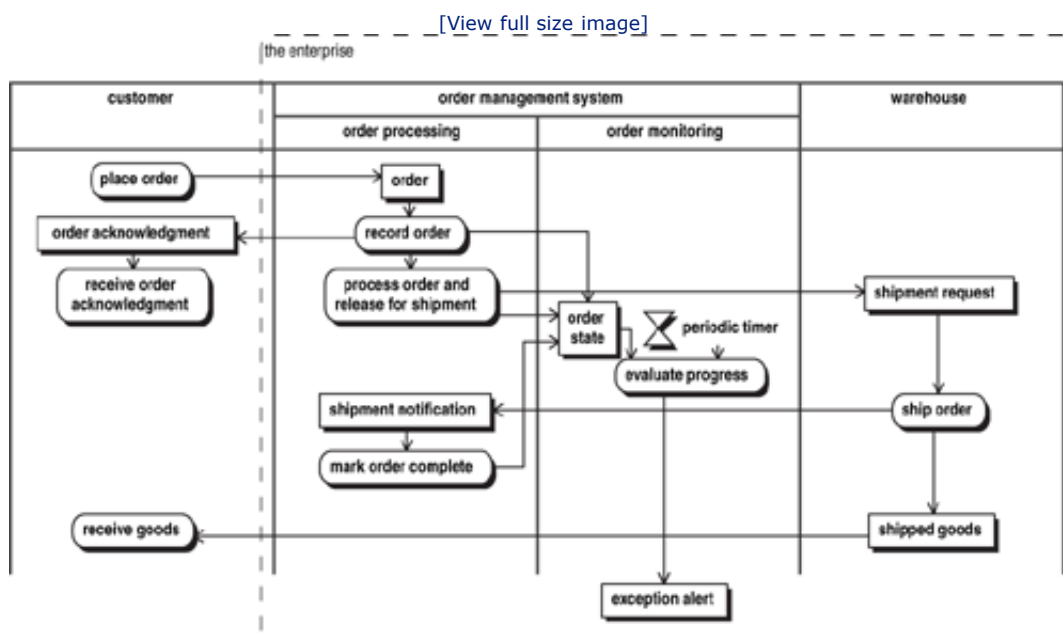 [View full size image]
the enterprise
customer
order management system
warehouse
order processing
order monitoring
place order
order
order acknowledgment
record order
receive order
acknowledgment
process order and
release for shipment
shipment request
order
state
periodic timer
evaluate progress
shipment notification
ship order
mark order complete
receive goods
shipped goods
exception alert